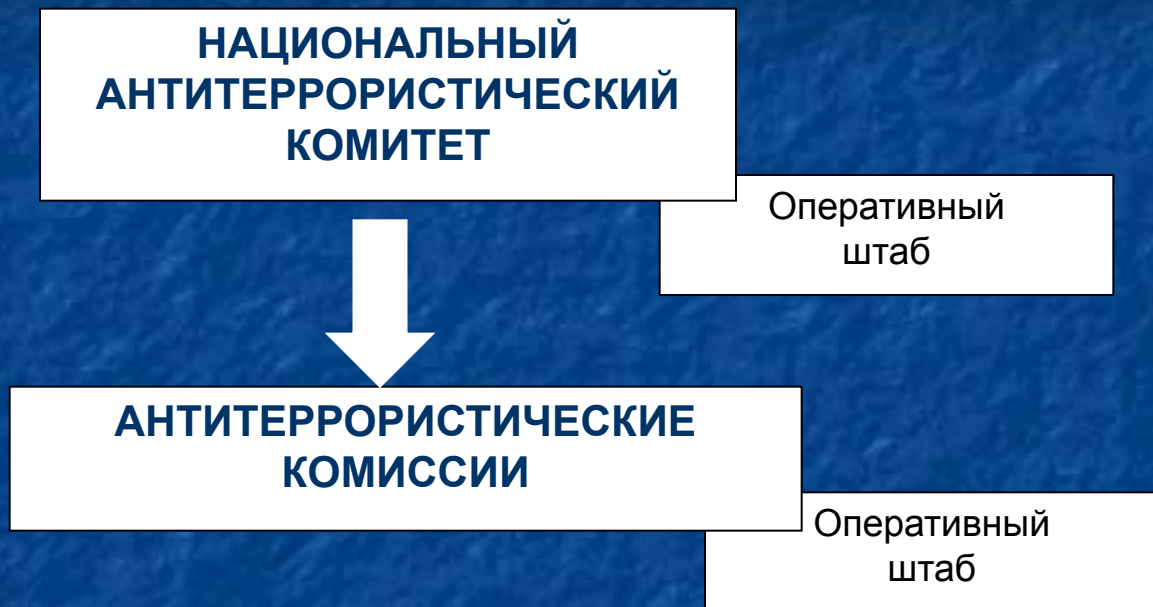 НАЦИОНАЛЬНЫЙ
АНТИТЕРРОРИСТИЧЕСКИЙ
КОМИТЕТ
Оперативный
штаб
АНТИТЕРРОРИСТИЧЕСКИЕ
КОМИССИИ
Оперативный
штаб